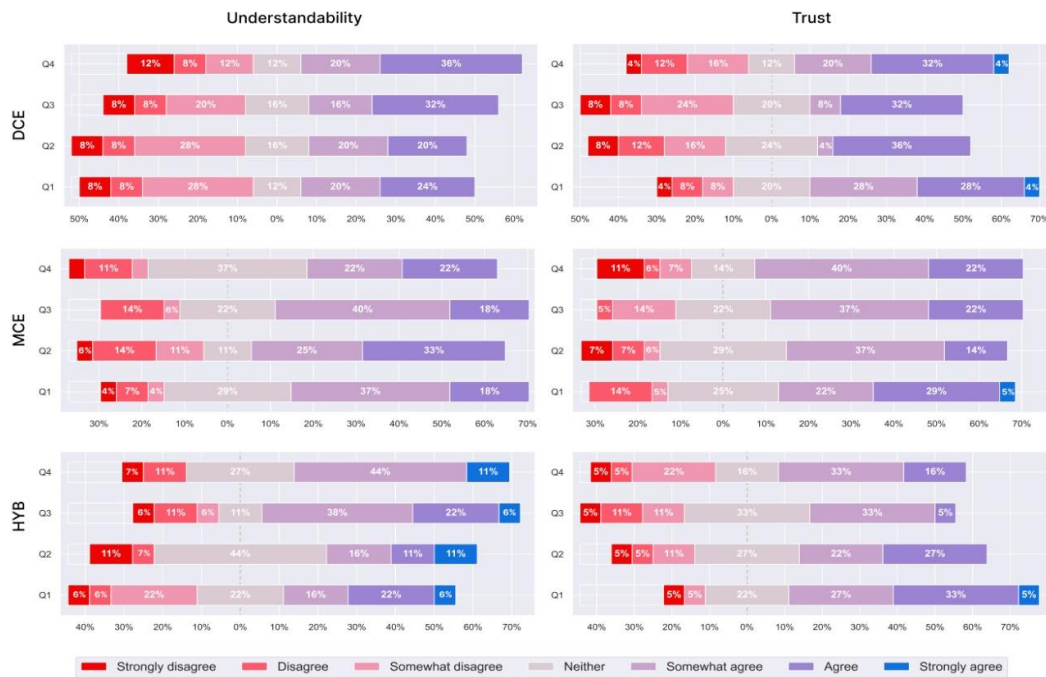 Understandability
Trust
DCE
Q4
12% 8% 12% 12% 20% 36%
Q3
8% 8% 20% 16% 16% 32%
Q2
8% 8% 28% 16% 20% 20%
Q1
8% 8% 28% 12% 20% 24%
50% 40% 30% 20% 10% 0% 10% 20% 30% 40% 50% 60%
Q4
4% 12% 16% 12% 20% 32% 4%
Q3
8% 8% 24% 20% 8% 32%
Q2
8% 12% 16% 24% 4% 36%
Q1
4% 8% 8% 20% 28% 28% 4%
50% 40% 30% 20% 10% 0% 10% 20% 30% 40% 50% 60% 70%
MCE
Q4
11% 37% 22% 22%
Q3
14% 6% 22% 40% 18%
Q2
6% 14% 11% 11% 25% 33%
Q1
4% 7% 4% 29% 37% 18%
30% 20% 10% 0% 10% 20% 30% 40% 50% 60% 70%
Q4
11% 6% 7% 14% 40% 22%
Q3
5% 14% 22% 37% 22%
Q2
7% 7% 6% 29% 37% 14%
Q1
14% 5% 25% 22% 29% 5%
30% 20% 10% 0% 10% 20% 30% 40% 50% 60% 70%
HYB
Q4
7% 11% 27% 44% 11%
Q3
6% 11% 6% 11% 38% 22% 6%
Q2
11% 7% 44% 16% 11% 11%
Q1
6% 6% 22% 22% 16% 22% 6%
40% 30% 20% 10% 0% 10% 20% 30% 40% 50% 60% 70%
Q4
5% 5% 22% 16% 33% 16%
Q3
5% 11% 11% 33% 33% 5%
Q2
5% 5% 11% 27% 22% 27%
Q1
5% 5% 22% 27% 33% 5%
40% 30% 20% 10% 0% 10% 20% 30% 40% 50% 60% 70%
Strongly disagree Disagree Somewhat disagree Neither Somewhat agree Agree Strongly agree